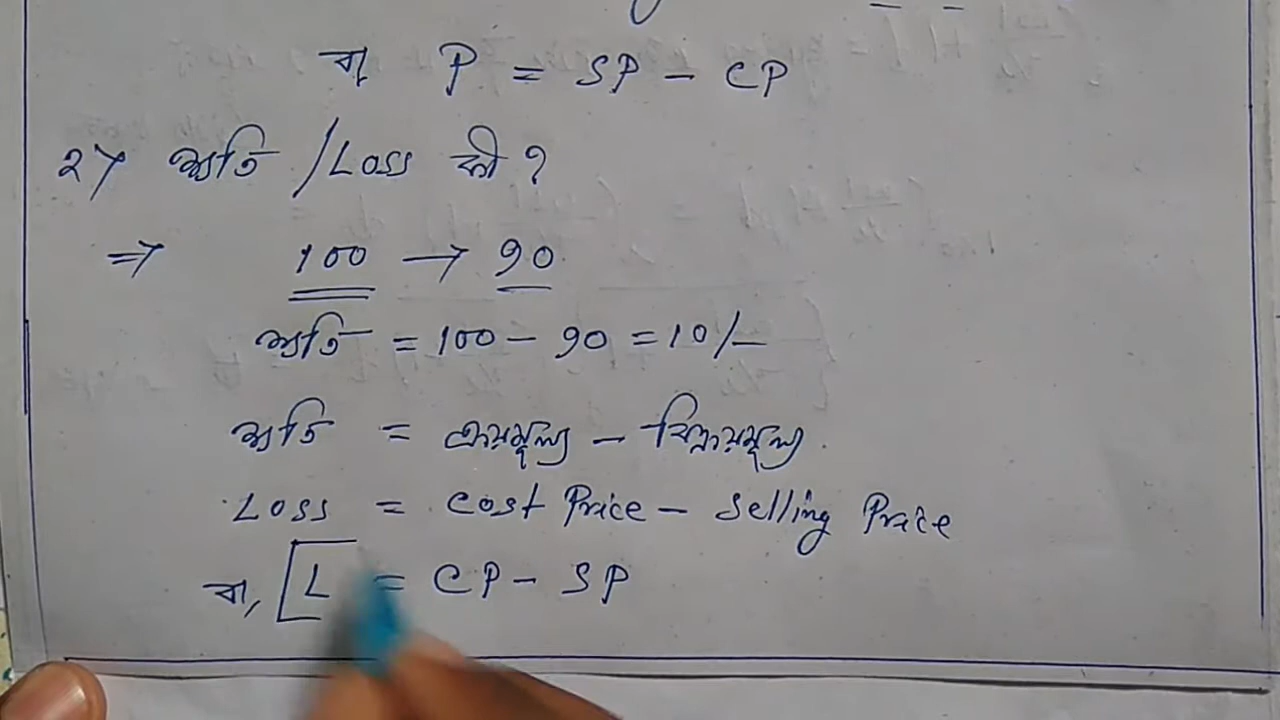 বা P = SP - CP
২) ক্ষতি /Loss কী ?
⇒ 100 → 90
ক্ষতি = 100 - 90 = 10/-
ক্ষতি = ক্রয়মূল্য - বিক্রয়মূল্য.
Loss = Cost Price - Selling Price
বা, L = CP - SP